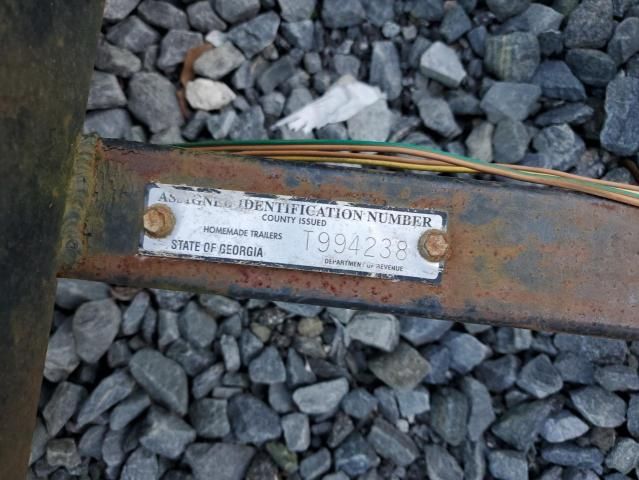 ASSIGNED IDENTIFICATION NUMBER
COUNTY ISSUED
HOMEMADE TRAILERS T994238
STATE OF GEORGIA
DEPARTMENT OF REVENUE